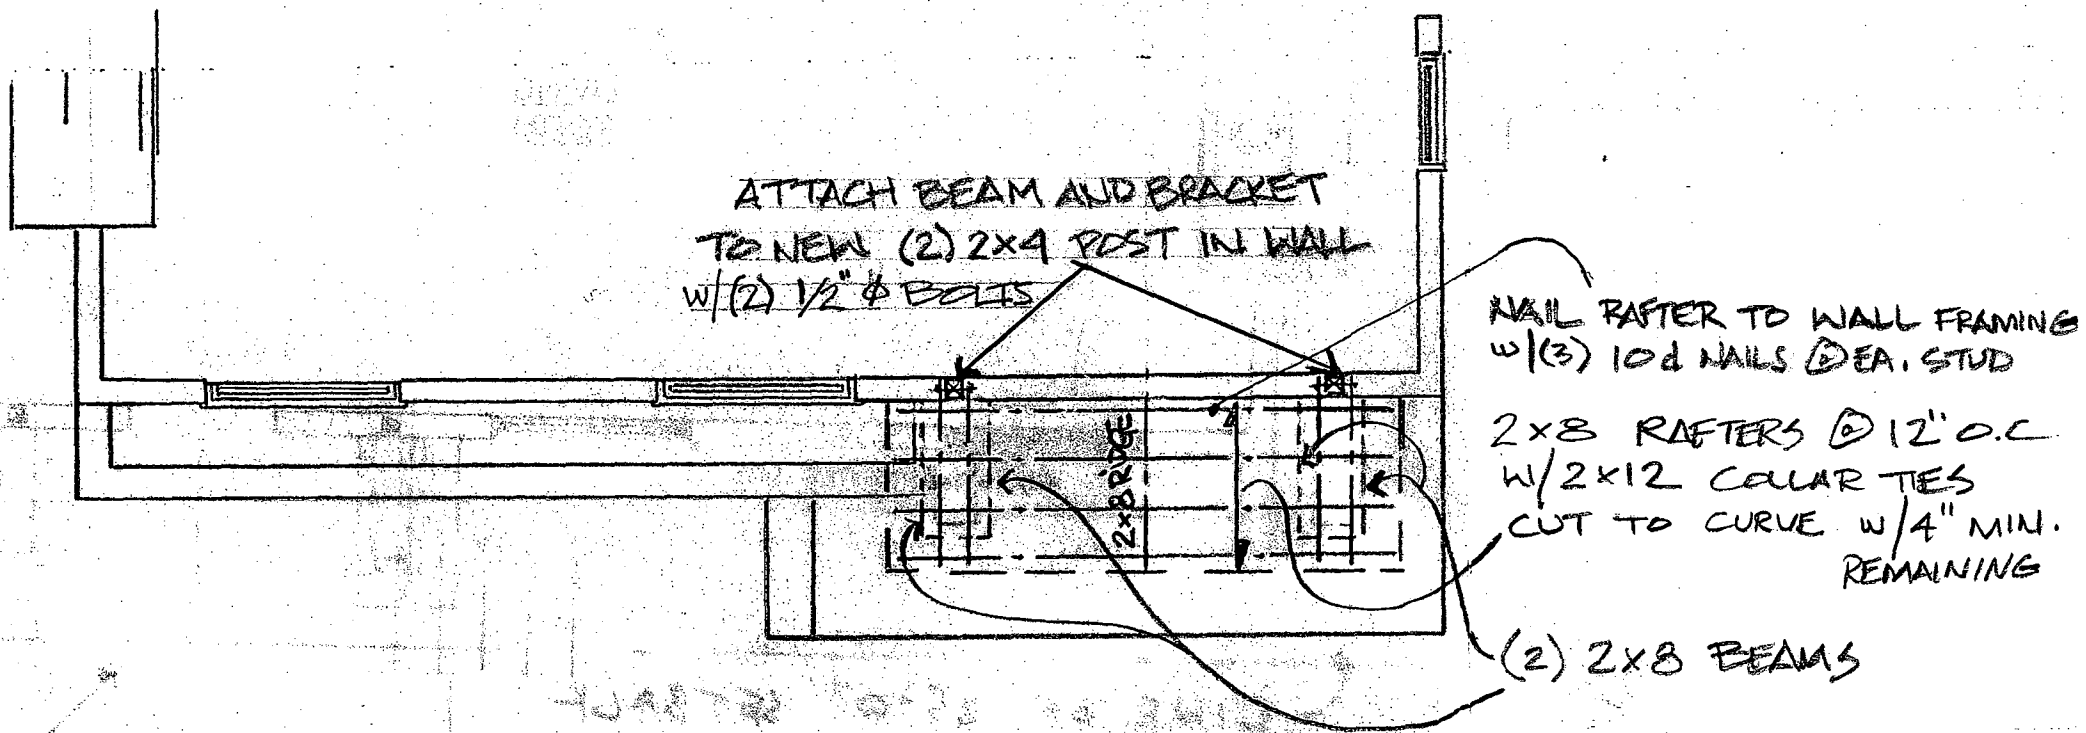 ATTACH BEAM AND BRACKET
TO NEW (2) 2x4 POST IN WALL
w/(2) 1/2" Ø BOLTS
NAIL RAFTER TO WALL FRAMING
w/(3) 10d NAILS @ EA. STUD
2x8 RAFTERS @ 12" O.C
w/2x12 COLLAR TIES
CUT TO CURVE w/4" MIN.
REMAINING
2x8 RIDGE
(2) 2x8 BEAMS